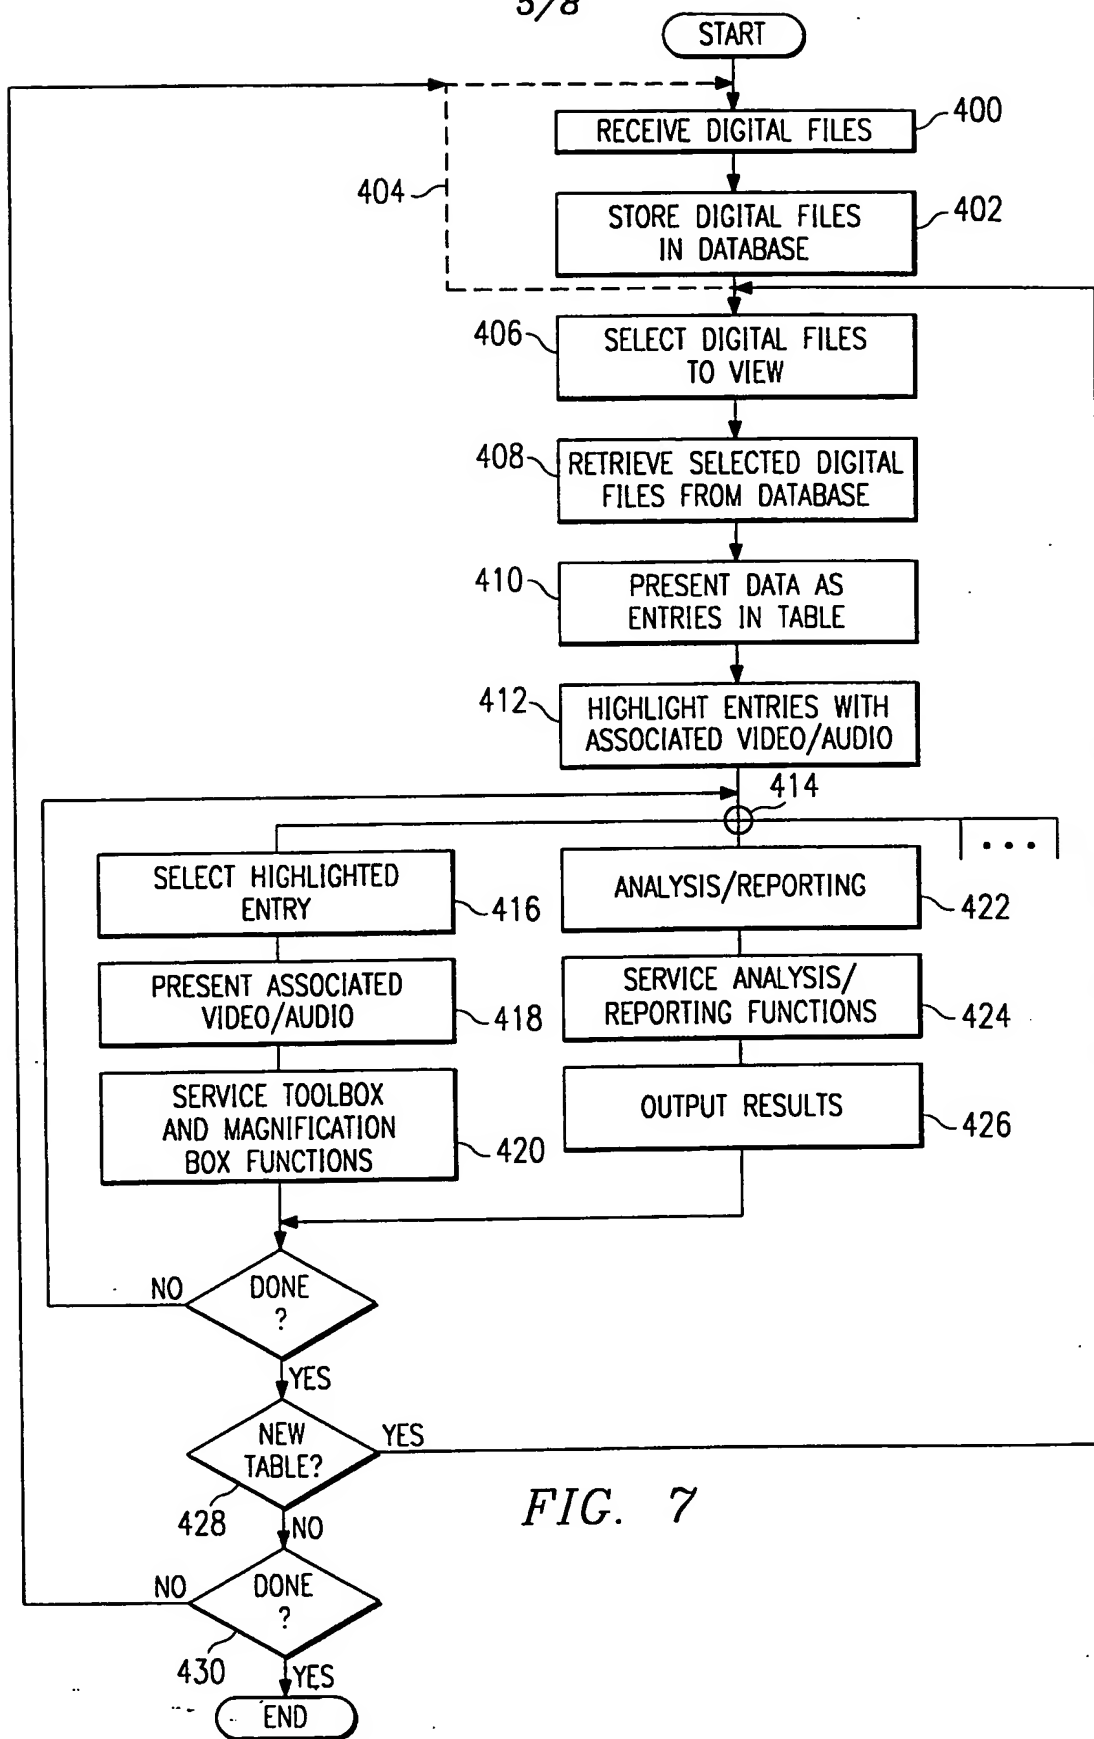 5/8
START
RECEIVE DIGITAL FILES
400
STORE DIGITAL FILES
IN DATABASE
402
404
406
SELECT DIGITAL FILES
TO VIEW
408
RETRIEVE SELECTED DIGITAL
FILES FROM DATABASE
410
PRESENT DATA AS
ENTRIES IN TABLE
412
HIGHLIGHT ENTRIES WITH
ASSOCIATED VIDEO/AUDIO
414
SELECT HIGHLIGHTED
ENTRY
416
ANALYSIS/REPORTING
422
...
PRESENT ASSOCIATED
VIDEO/AUDIO
418
SERVICE ANALYSIS/
REPORTING FUNCTIONS
424
SERVICE TOOLBOX
AND MAGNIFICATION
BOX FUNCTIONS
420
OUTPUT RESULTS
426
NO
DONE
?
YES
NEW
TABLE?
YES
428
NO
FIG. 7
NO
DONE
?
430
YES
END